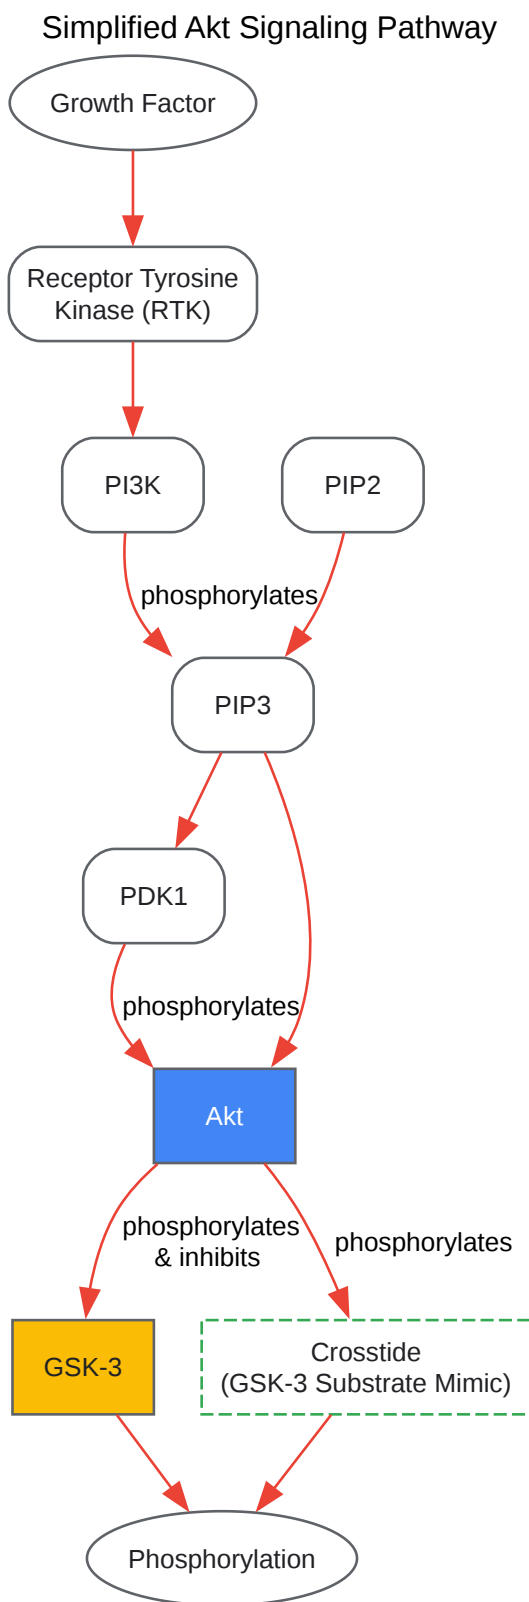 Simplified Akt Signaling Pathway
Growth Factor
Receptor Tyrosine
Kinase (RTK)
PI3K
PIP2
phosphorylates
PIP3
PDK1
phosphorylates
Akt
phosphorylates
& inhibits
phosphorylates
GSK-3
Crosstide
(GSK-3 Substrate Mimic)
Phosphorylation